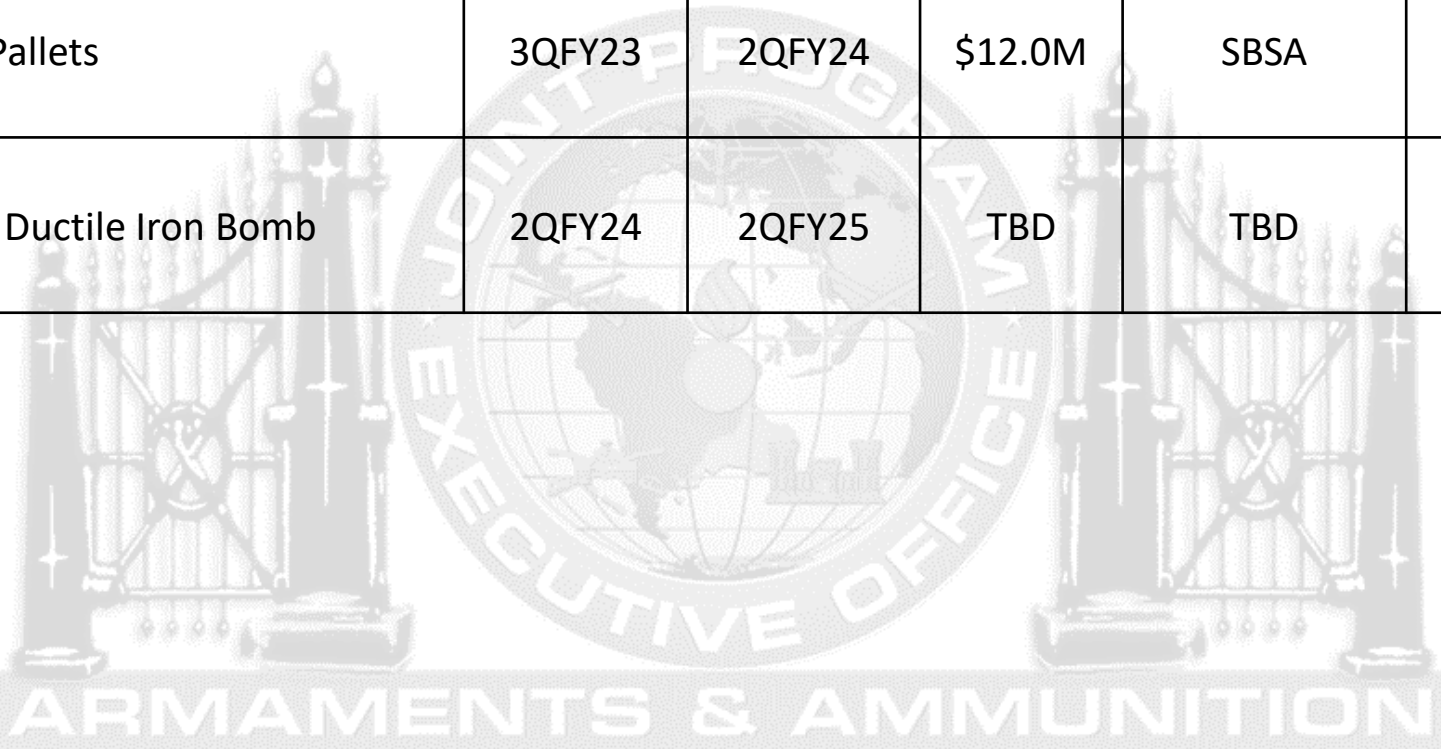 Pallets 3QFY23 2QFY24 $12.0M SBSA
Ductile Iron Bomb 2QFY24 2QFY25 TBD TBD
JOINT PROGRAM
EXECUTIVE OFFICE
ARMAMENTS & AMMUNITION